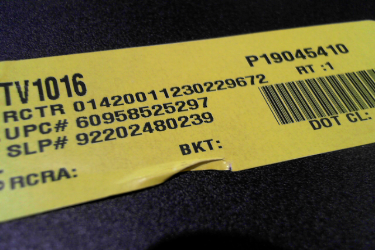 TV1016
P19045410
RCTR 01420011230229672
RT :1
UPC# 60958525297
SLP# 92202480239
BKT:
DOT CL:
RCRA: